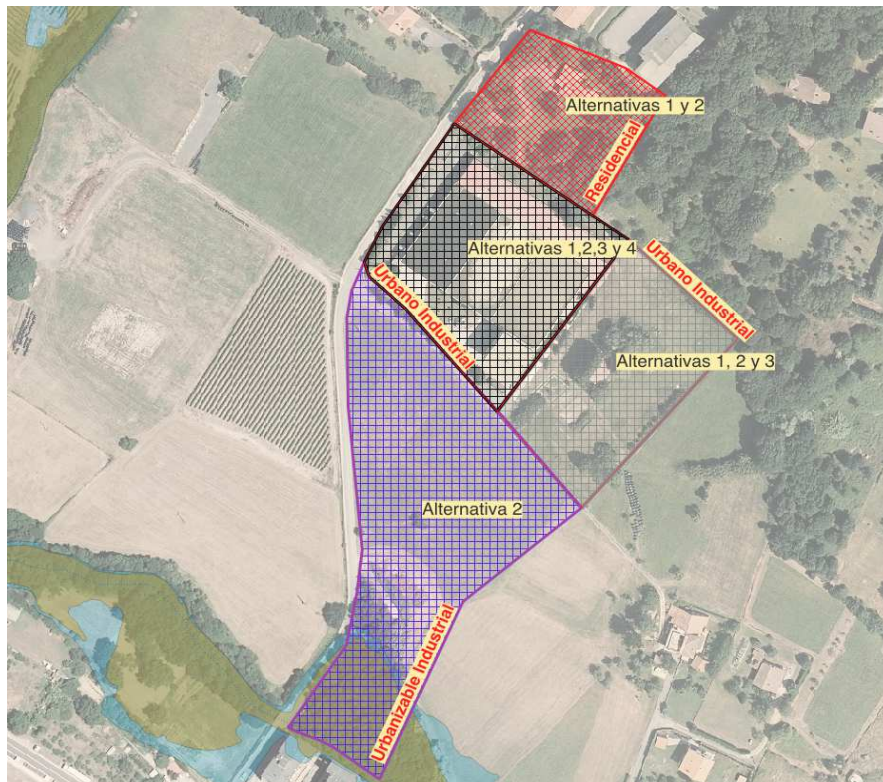 Alternativas 1 y 2
Residencial
Alternativas 1,2,3 y 4
Urbano Industrial
Urbano Industrial
Alternativas 1, 2 y 3
Alternativa 2
Urbanizable Industrial